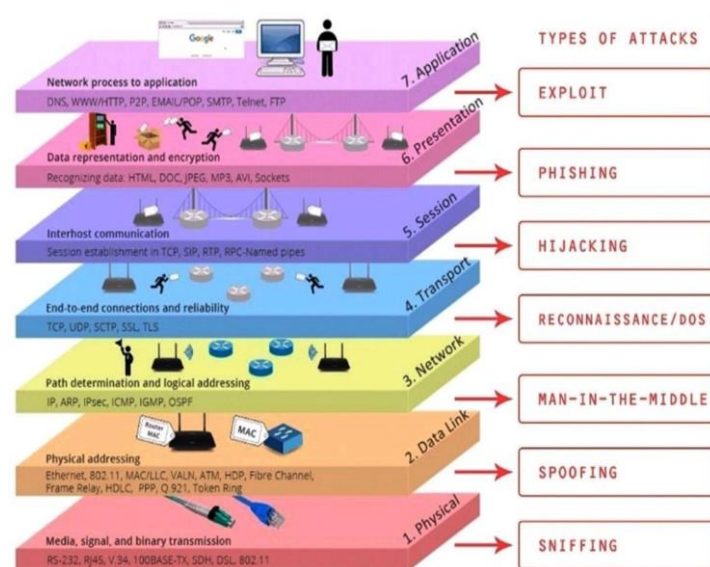 TYPES OF ATTACKS
Google
7. Application
Network process to application
DNS, WWW/HTTP, P2P, EMAIL/POP, SMTP, Telnet, FTP
EXPLOIT
6. Presentation
Data representation and encryption
Recognizing data: HTML, DOC, JPEG, MP3, AVI, Sockets
PHISHING
5. Session
Interhost communication
Session establishment in TCP, SIP, RTP, RPC-Named pipes
HIJACKING
4. Transport
End-to-end connections and reliability
TCP, UDP, SCTP, SSL, TLS
RECONNAISSANCE/DOS
3. Network
Path determination and logical addressing
IP, ARP, IPsec, ICMP, IGMP, OSPF
MAN-IN-THE-MIDDLE
Router
MAC
MAC
2. Data Link
Physical addressing
Ethernet, 802.11, MAC/LLC, VALN, ATM, HDP, Fibre Channel,
Frame Relay, HDLC, PPP, Q.921, Token Ring
SPOOFING
1. Physical
Media, signal, and binary transmission
RS-232, RJ45, V.34, 100BASE-TX, SDH, DSL, 802.11
SNIFFING